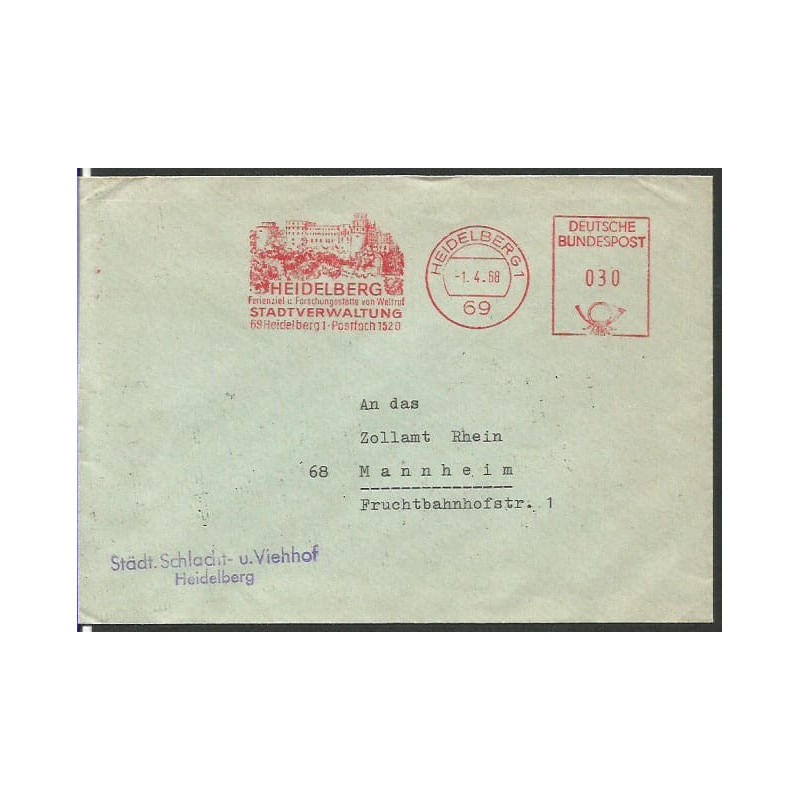 HEIDELBERG
Ferienziel u. Forschungsstätte von Weltruf
STADTVERWALTUNG
69 Heidelberg 1 - Postfach 1520
HEIDELBERG 1
-1.4.68
69
DEUTSCHE
BUNDESPOST
030
An das
Zollamt Rhein
68 Mannheim
Fruchtbahnhofstr. 1
Städt. Schlacht- u. Viehhof
Heidelberg